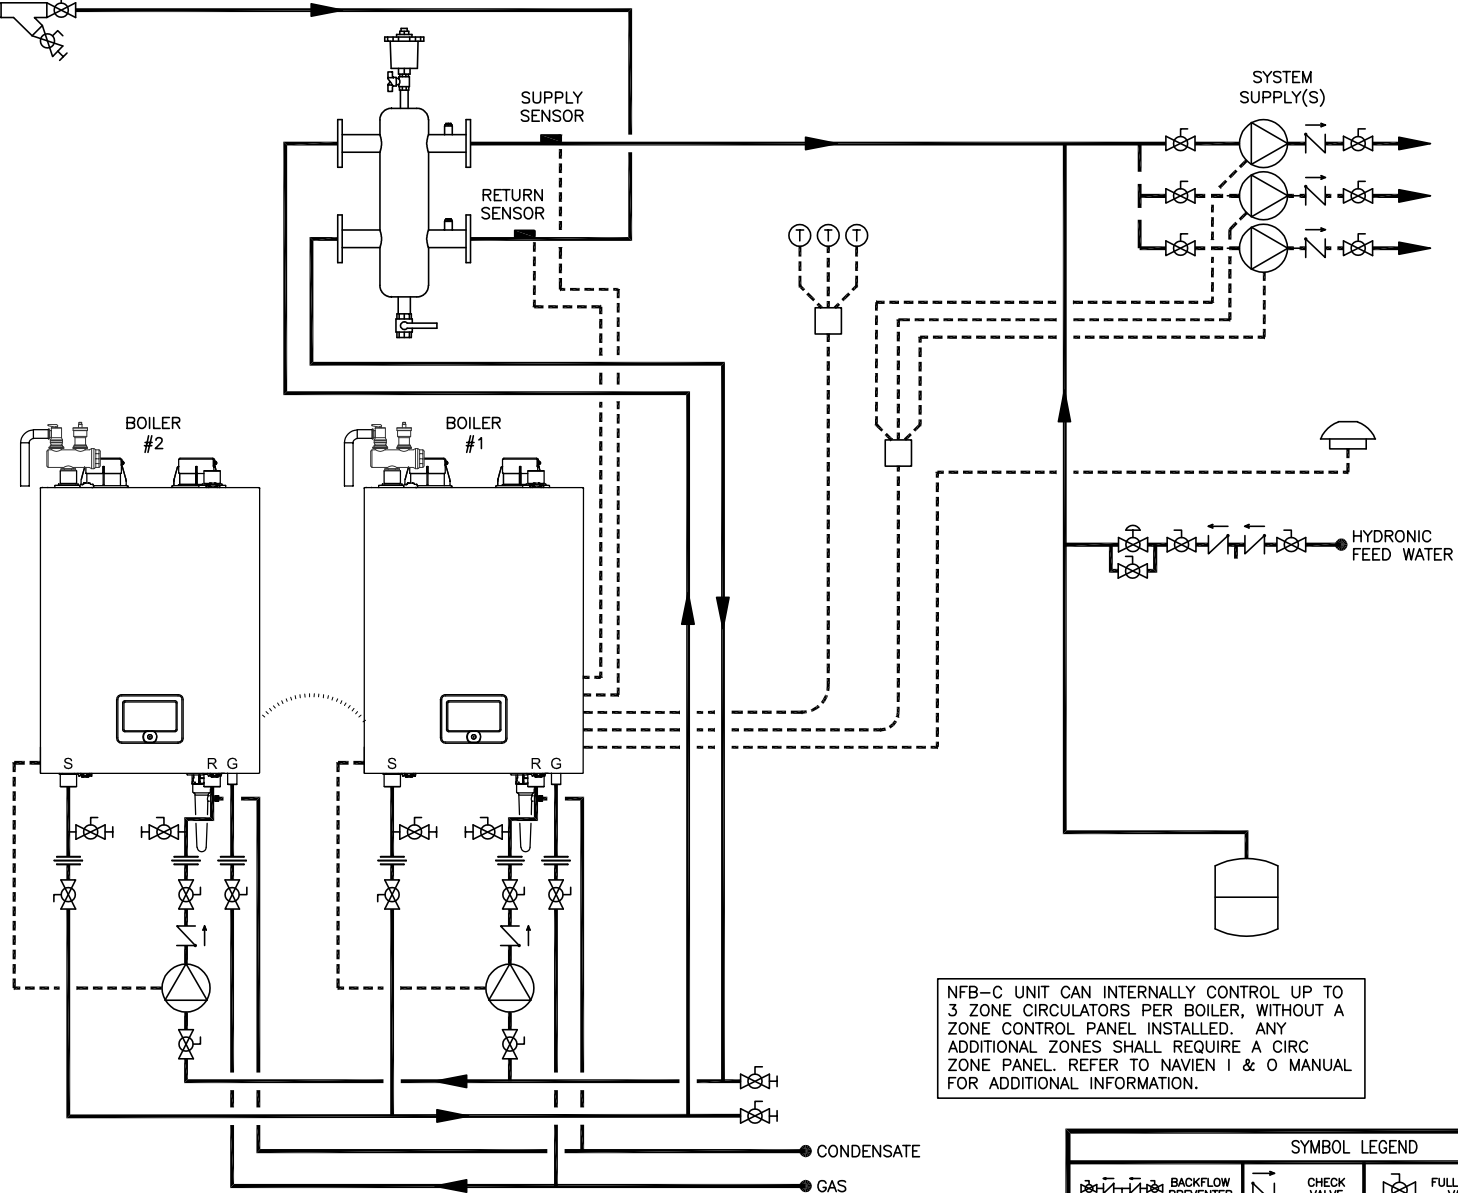 SYSTEM
SUPPLY(S)
SUPPLY
SENSOR
RETURN
SENSOR
T T T
BOILER
#2
BOILER
#1
HYDRONIC
FEED WATER
S R G
S R G
NFB-C UNIT CAN INTERNALLY CONTROL UP TO
3 ZONE CIRCULATORS PER BOILER, WITHOUT A
ZONE CONTROL PANEL INSTALLED. ANY
ADDITIONAL ZONES SHALL REQUIRE A CIRC
ZONE PANEL. REFER TO NAVIEN I & O MANUAL
FOR ADDITIONAL INFORMATION.
CONDENSATE
GAS
SYMBOL LEGEND
BACKFLOW
PREVENTER
CHECK
VALVE
FULL